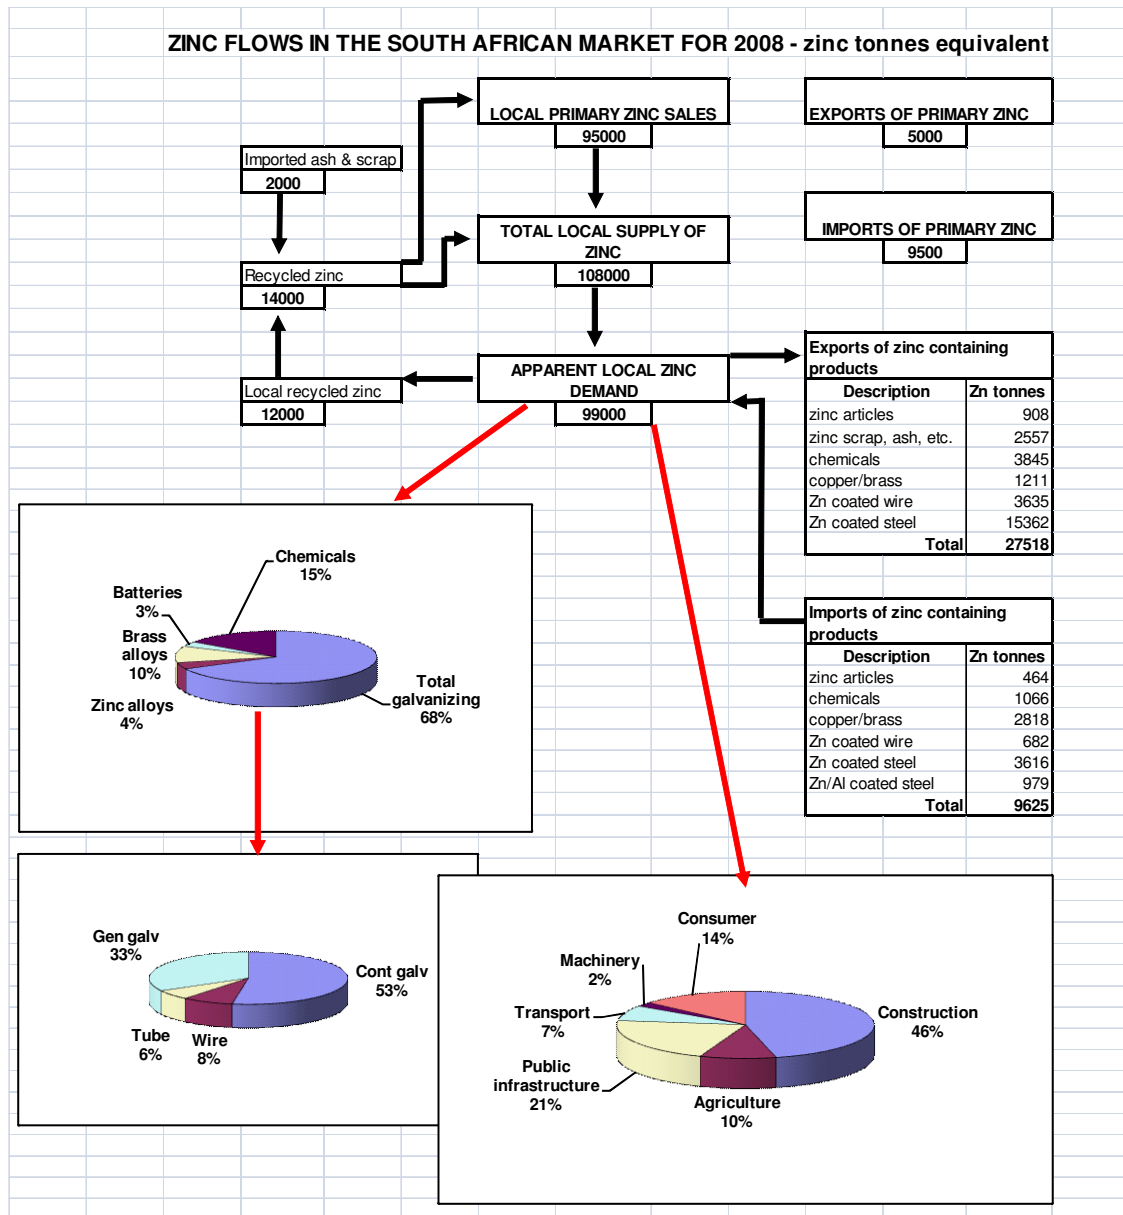 ZINC FLOWS IN THE SOUTH AFRICAN MARKET FOR 2008 - zinc tonnes equivalent
LOCAL PRIMARY ZINC SALES
95000
EXPORTS OF PRIMARY ZINC
5000
Imported ash & scrap
2000
TOTAL LOCAL SUPPLY OF
ZINC
108000
IMPORTS OF PRIMARY ZINC
9500
Recycled zinc
14000
APPARENT LOCAL ZINC
DEMAND
99000
Local recycled zinc
12000
Exports of zinc containing
products
Description Zn tonnes
zinc articles 908
zinc scrap, ash, etc. 2557
chemicals 3845
copper/brass 1211
Zn coated wire 3635
Zn coated steel 15362
Total 27518
Imports of zinc containing
products
Description Zn tonnes
zinc articles 464
chemicals 1066
copper/brass 2818
Zn coated wire 682
Zn coated steel 3616
Zn/Al coated steel 979
Total 9625
Chemicals
15%
Batteries
3%
Brass
alloys
10%
Zinc alloys
4%
Total
galvanizing
68%
Gen galv
33%
Cont galv
53%
Tube
6%
Wire
8%
Consumer
14%
Machinery
2%
Transport
7%
Public
infrastructure
21%
Agriculture
10%
Construction
46%